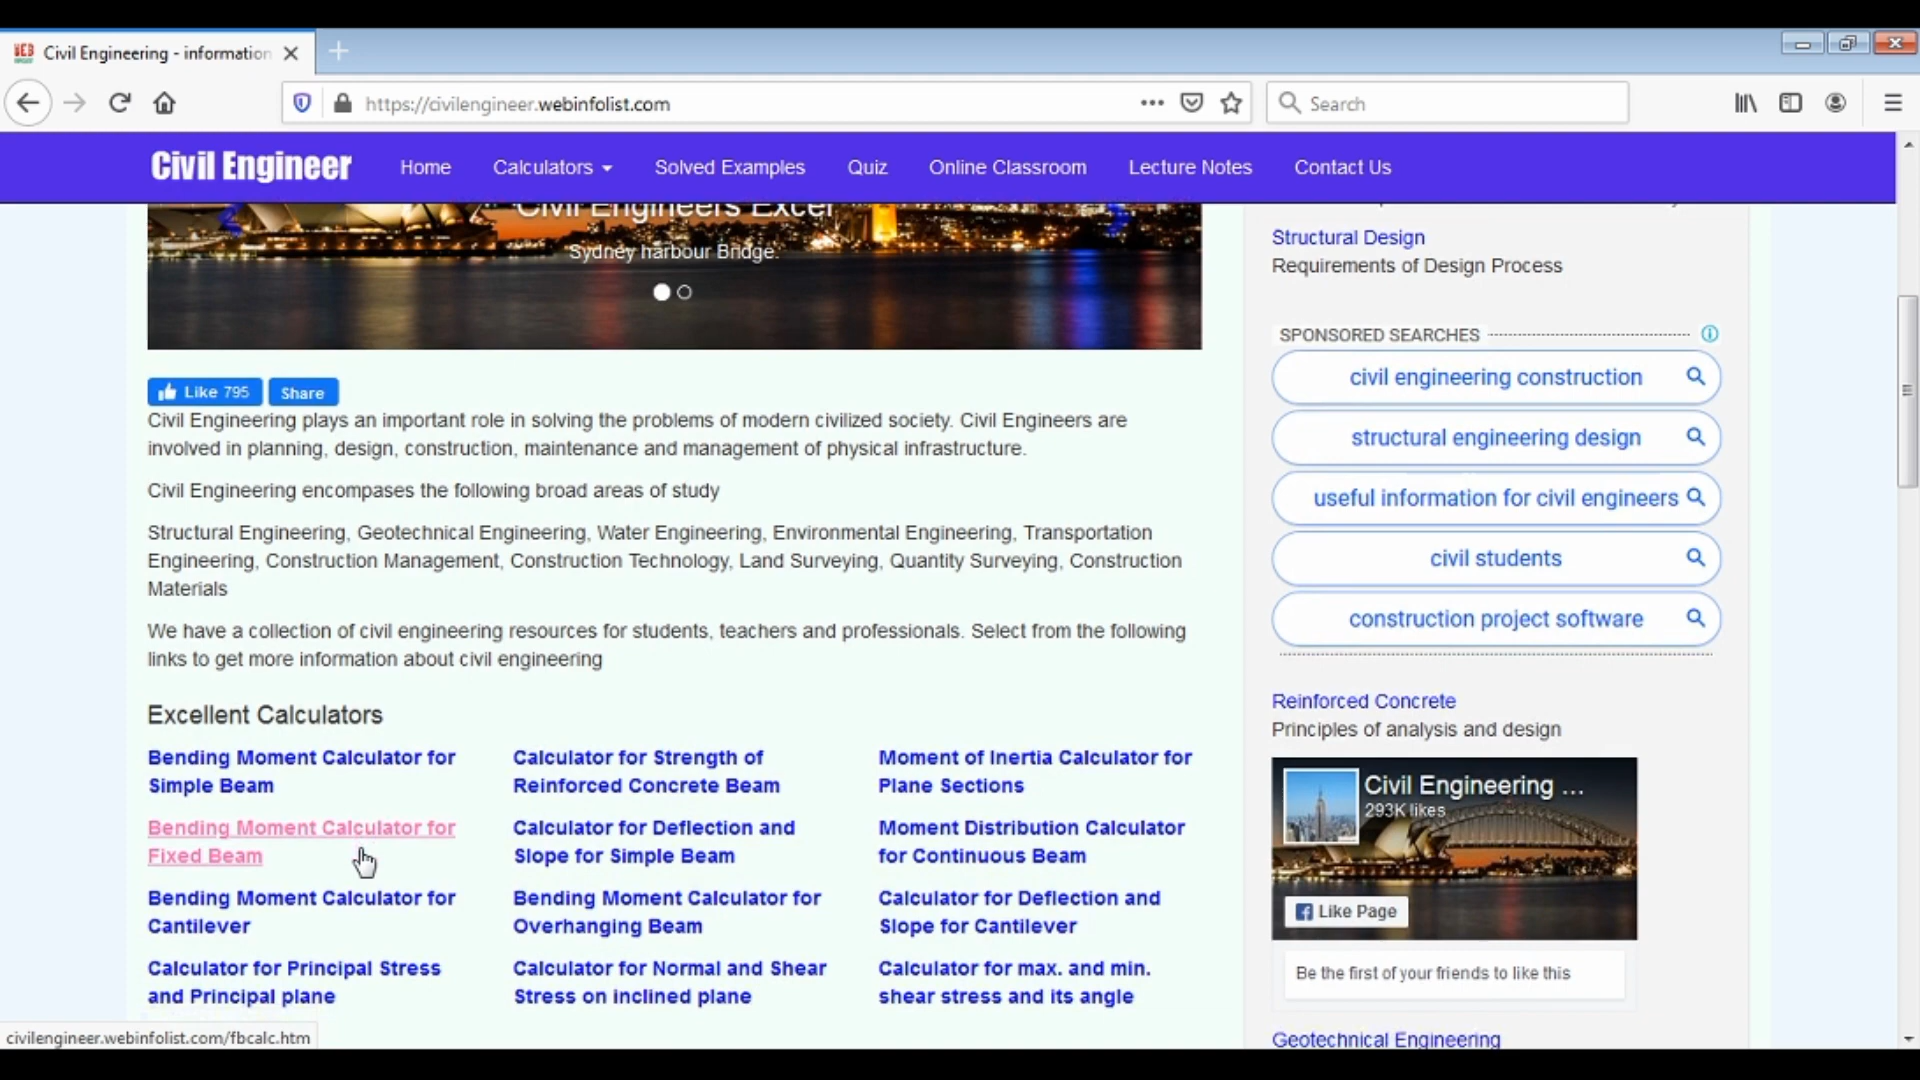 Civil Engineering - information
https://civilengineer.webinfolist.com
Search
Civil Engineer
Home
Calculators
Solved Examples
Quiz
Online Classroom
Lecture Notes
Contact Us
Civil Engineers Excel
Sydney harbour Bridge.
Like 795
Share
Civil Engineering plays an important role in solving the problems of modern civilized society. Civil Engineers are
involved in planning, design, construction, maintenance and management of physical infrastructure.
Civil Engineering encompases the following broad areas of study
Structural Engineering, Geotechnical Engineering, Water Engineering, Environmental Engineering, Transportation
Engineering, Construction Management, Construction Technology, Land Surveying, Quantity Surveying, Construction
Materials
We have a collection of civil engineering resources for students, teachers and professionals. Select from the following
links to get more information about civil engineering
Excellent Calculators
Bending Moment Calculator for
Simple Beam
Calculator for Strength of
Reinforced Concrete Beam
Moment of Inertia Calculator for
Plane Sections
Bending Moment Calculator for
Fixed Beam
Calculator for Deflection and
Slope for Simple Beam
Moment Distribution Calculator
for Continuous Beam
Bending Moment Calculator for
Cantilever
Bending Moment Calculator for
Overhanging Beam
Calculator for Deflection and
Slope for Cantilever
Calculator for Principal Stress
and Principal plane
Calculator for Normal and Shear
Stress on inclined plane
Calculator for max. and min.
shear stress and its angle
Structural Design
Requirements of Design Process
SPONSORED SEARCHES
civil engineering construction
structural engineering design
useful information for civil engineers
civil students
construction project software
Reinforced Concrete
Principles of analysis and design
Civil Engineering ...
293K likes
Like Page
Be the first of your friends to like this
Geotechnical Engineering
civilengineer.webinfolist.com/fbcalc.htm